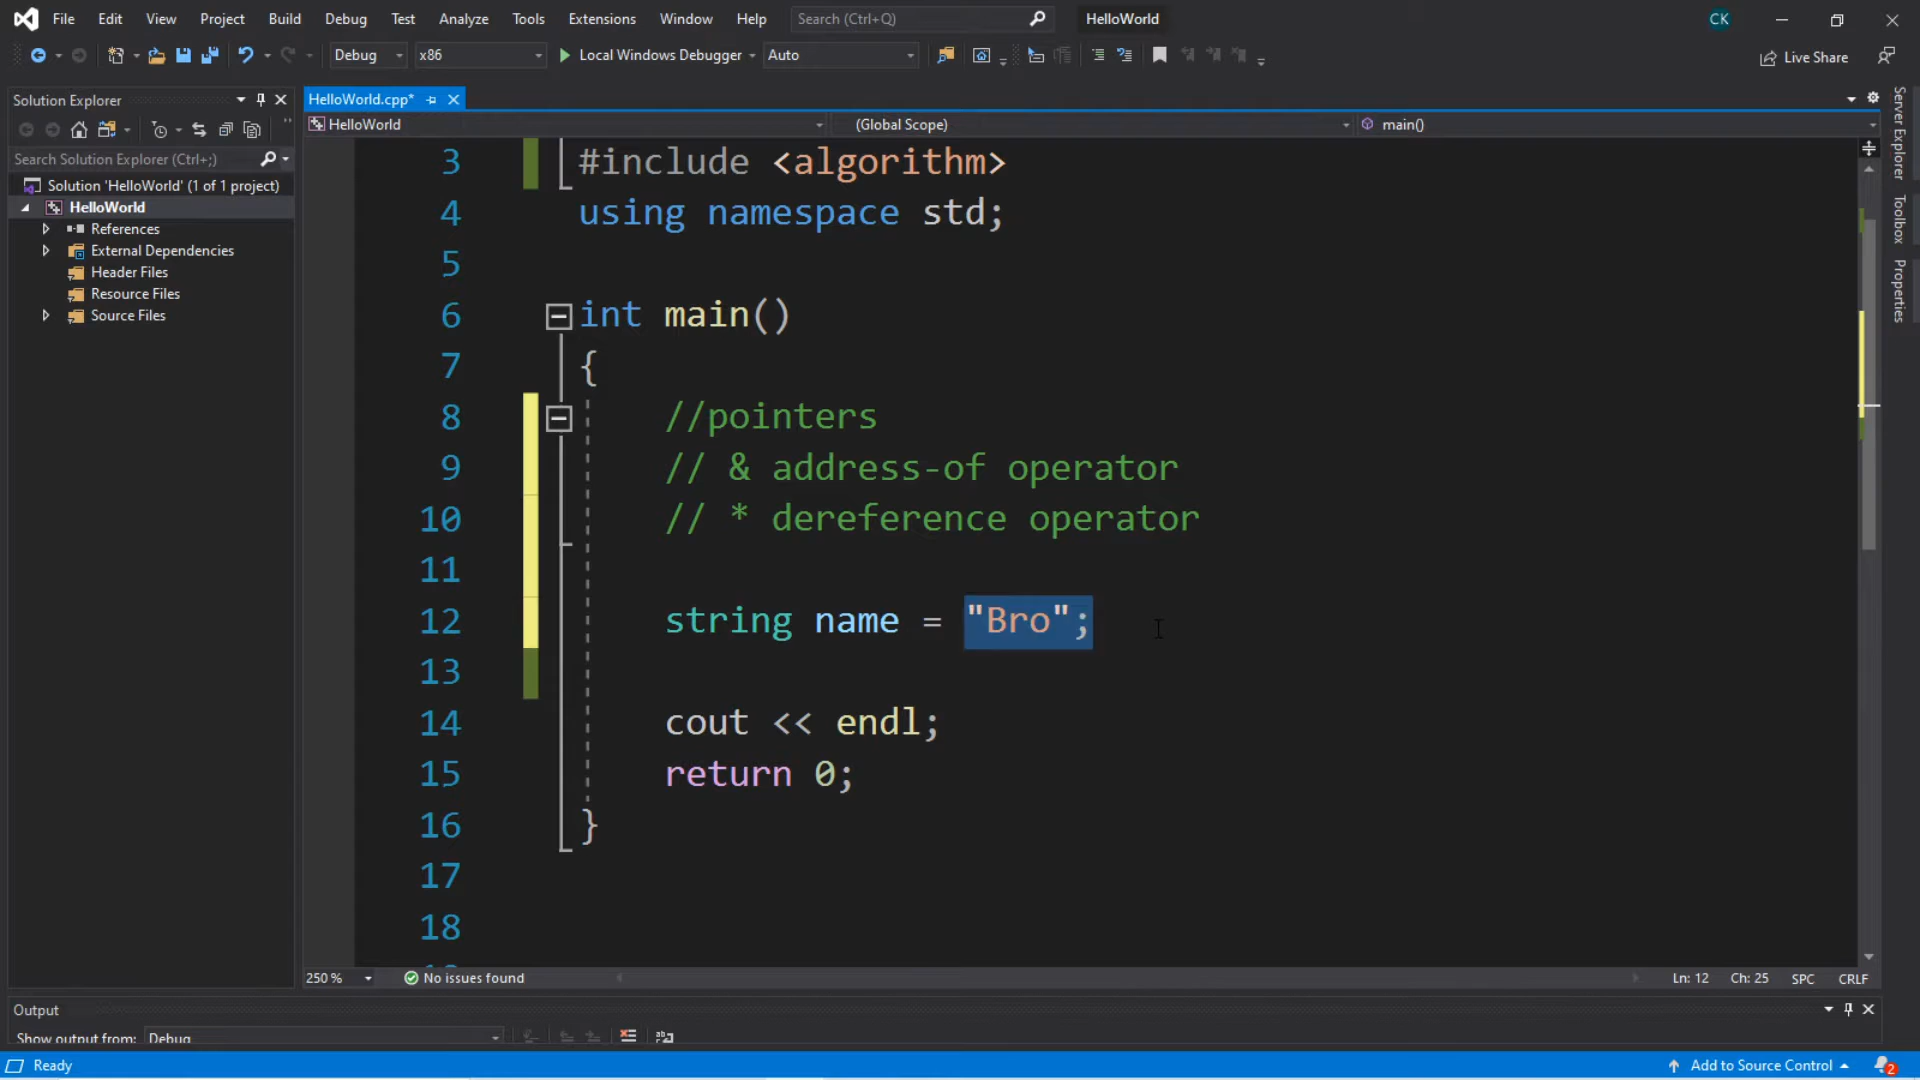 File Edit View Project Build Debug Test Analyze Tools Extensions Window Help Search (Ctrl+Q) HelloWorld CK
Debug x86 Local Windows Debugger Auto Live Share
Solution Explorer
Search Solution Explorer (Ctrl+;)
Solution 'HelloWorld' (1 of 1 project)
HelloWorld
References
External Dependencies
Header Files
Resource Files
Source Files
HelloWorld.cpp*
HelloWorld (Global Scope) main()
3 #include <algorithm>
4 using namespace std;
5
6 int main()
7 {
8 //pointers
9 // & address-of operator
10 // * dereference operator
11
12 string name = "Bro";
13
14 cout << endl;
15 return 0;
16 }
17
18
250 % No issues found Ln: 12 Ch: 25 SPC CRLF
Server Explorer
Toolbox
Properties
Output
Show output from: Debug
Ready Add to Source Control 2